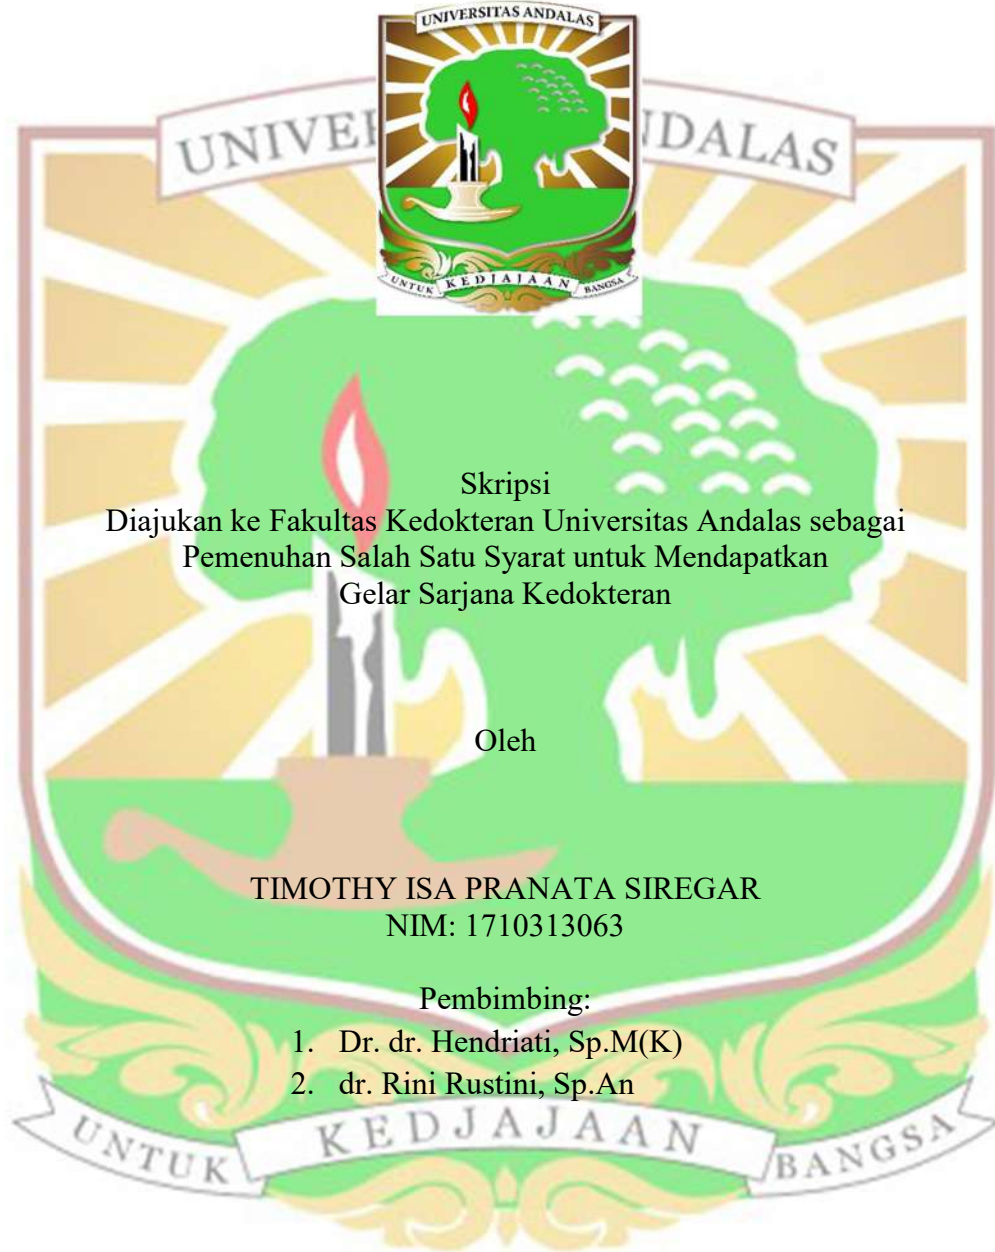 UNIVERSITAS ANDALAS
UNTUK KEDJAJAAN BANGSA
UNIVER
NDALAS
Skripsi
Diajukan ke Fakultas Kedokteran Universitas Andalas sebagai
Pemenuhan Salah Satu Syarat untuk Mendapatkan
Gelar Sarjana Kedokteran
Oleh
TIMOTHY ISA PRANATA SIREGAR
NIM: 1710313063
Pembimbing:
1. Dr. dr. Hendriati, Sp.M(K)
2. dr. Rini Rustini, Sp.An
UNTUK KEDJAJAAN BANGSA